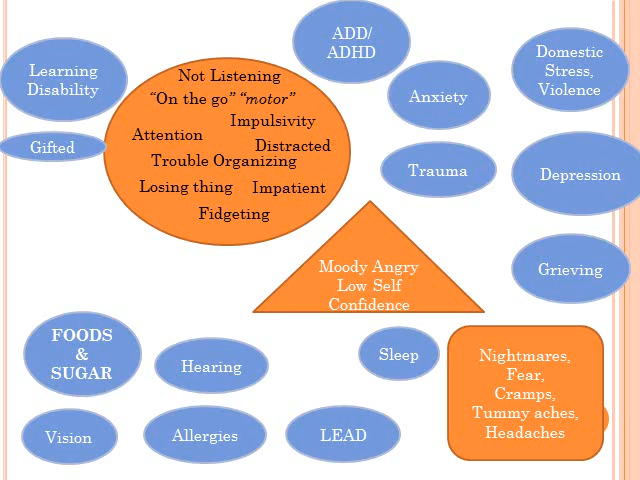 ADD/
ADHD
Learning
Disability
Gifted
Not Listening
"On the go" "motor"
Impulsivity
Attention
Distracted
Trouble Organizing
Losing thing Impatient
Fidgeting
Anxiety
Trauma
Domestic
Stress,
Violence
Depression
Grieving
Moody Angry
Low Self
Confidence
FOODS
&
SUGAR
Hearing
Sleep
Nightmares,
Fear,
Cramps,
Tummy aches,
Headaches
Vision
Allergies
LEAD